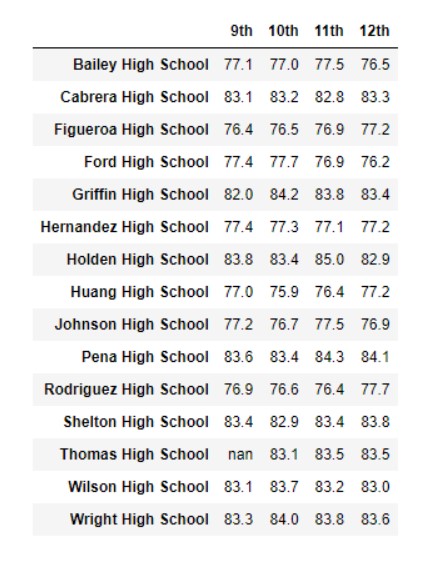 9th 10th 11th 12th
Bailey High School 77.1 77.0 77.5 76.5
Cabrera High School 83.1 83.2 82.8 83.3
Figueroa High School 76.4 76.5 76.9 77.2
Ford High School 77.4 77.7 76.9 76.2
Griffin High School 82.0 84.2 83.8 83.4
Hernandez High School 77.4 77.3 77.1 77.2
Holden High School 83.8 83.4 85.0 82.9
Huang High School 77.0 75.9 76.4 77.2
Johnson High School 77.2 76.7 77.5 76.9
Pena High School 83.6 83.4 84.3 84.1
Rodriguez High School 76.9 76.6 76.4 77.7
Shelton High School 83.4 82.9 83.4 83.8
Thomas High School nan 83.1 83.5 83.5
Wilson High School 83.1 83.7 83.2 83.0
Wright High School 83.3 84.0 83.8 83.6